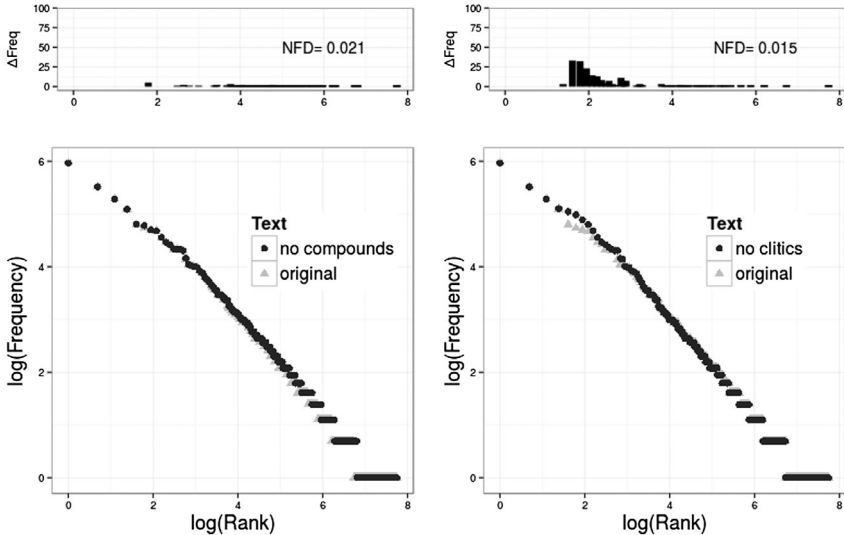 100
75
50
25
0
ΔFreq
NFD= 0.021
0 2 4 6 8
100
75
50
25
0
ΔFreq
NFD= 0.015
0 2 4 6 8
6
4
2
0
log(Frequency)
Text
no compounds
original
0 2 4 6 8
log(Rank)
6
4
2
0
log(Frequency)
Text
no clitics
original
0 2 4 6 8
log(Rank)